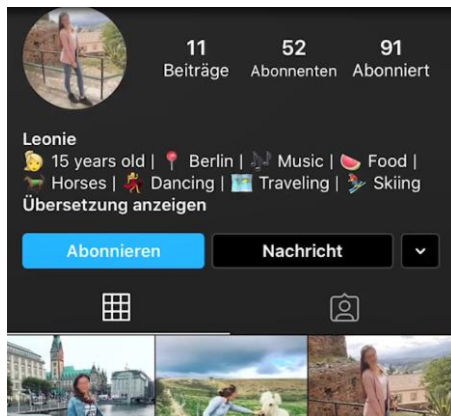 11 52 91
Beiträge Abonnenten Abonniert
Leonie
15 years old | Berlin | Music | Food |
Horses | Dancing | Traveling | Skiing
Übersetzung anzeigen
Abonnieren Nachricht